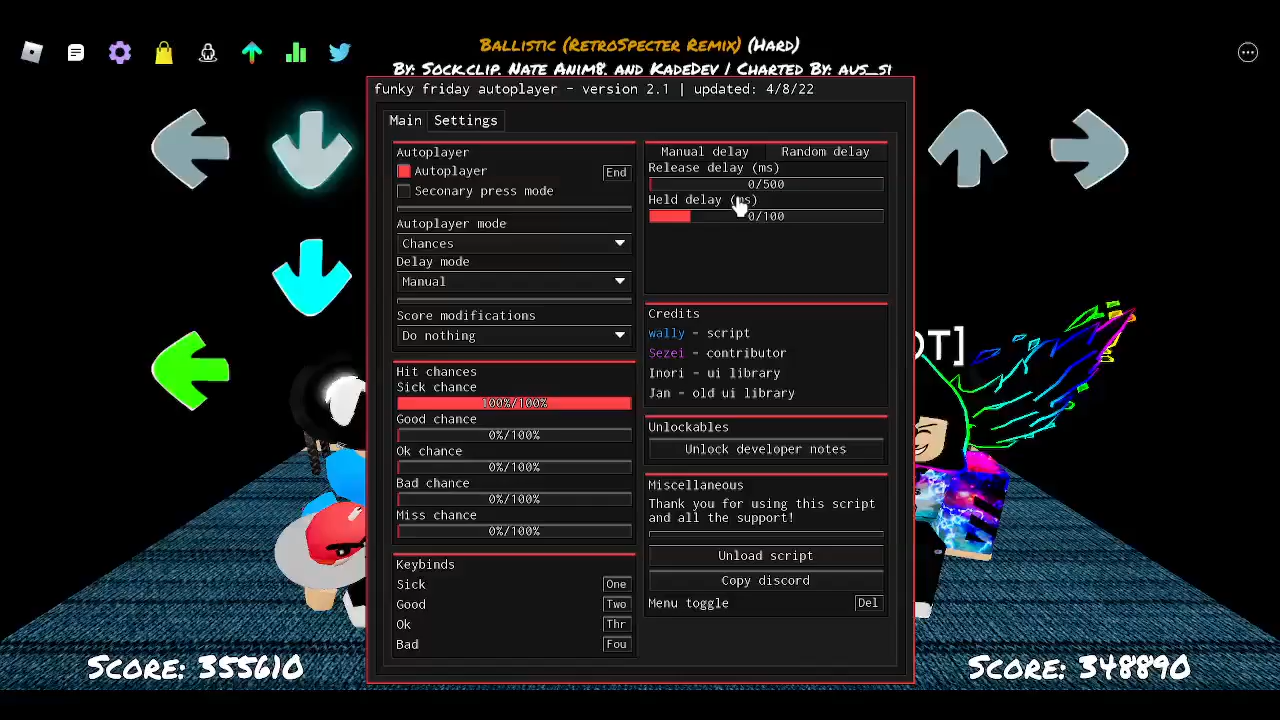 Ballistic (RetroSpecter Remix) (Hard)
By: Sock.clip, Nate Anim8, and KadeDev | Charted By: aus_si
funky friday autoplayer - version 2.1 | updated: 4/8/22
Main Settings
Autoplayer
Autoplayer End
Seconary press mode
Autoplayer mode
Chances
Delay mode
Manual
Score modifications
Do nothing
Hit chances
Sick chance
100%/100%
Good chance
0%/100%
Ok chance
0%/100%
Bad chance
0%/100%
Miss chance
0%/100%
Keybinds
Sick One
Good Two
Ok Thr
Bad Fou
Manual delay Random delay
Release delay (ms)
0/500
Held delay (ms)
0/100
Credits
wally - script
Sezei - contributor
Inori - ui library
Jan - old ui library
Unlockables
Unlock developer notes
Miscellaneous
Thank you for using this script
and all the support!
Unload script
Copy discord
Menu toggle Del
OT]
Score: 355610
Score: 348890